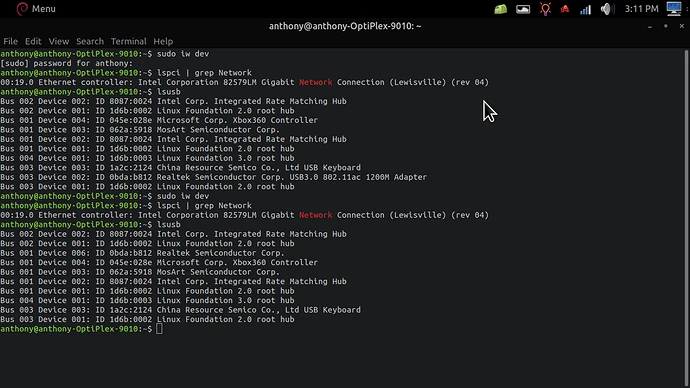 Menu
3:11 PM
anthony@anthony-OptiPlex-9010: ~
File Edit View Search Terminal Help
anthony@anthony-OptiPlex-9010:~$ sudo iw dev
[sudo] password for anthony:
anthony@anthony-OptiPlex-9010:~$ lspci | grep Network
00:19.0 Ethernet controller: Intel Corporation 82579LM Gigabit Network Connection (Lewisville) (rev 04)
anthony@anthony-OptiPlex-9010:~$ lsusb
Bus 002 Device 002: ID 8087:0024 Intel Corp. Integrated Rate Matching Hub
Bus 002 Device 001: ID 1d6b:0002 Linux Foundation 2.0 root hub
Bus 001 Device 004: ID 045e:028e Microsoft Corp. Xbox360 Controller
Bus 001 Device 003: ID 062a:5918 MosArt Semiconductor Corp.
Bus 001 Device 002: ID 8087:0024 Intel Corp. Integrated Rate Matching Hub
Bus 001 Device 001: ID 1d6b:0002 Linux Foundation 2.0 root hub
Bus 004 Device 001: ID 1d6b:0003 Linux Foundation 3.0 root hub
Bus 003 Device 003: ID 1a2c:2124 China Resource Semico Co., Ltd USB Keyboard
Bus 003 Device 002: ID 0bda:b812 Realtek Semiconductor Corp. USB3.0 802.11ac 1200M Adapter
Bus 003 Device 001: ID 1d6b:0002 Linux Foundation 2.0 root hub
anthony@anthony-OptiPlex-9010:~$ sudo iw dev
anthony@anthony-OptiPlex-9010:~$ lspci | grep Network
00:19.0 Ethernet controller: Intel Corporation 82579LM Gigabit Network Connection (Lewisville) (rev 04)
anthony@anthony-OptiPlex-9010:~$ lsusb
Bus 002 Device 002: ID 8087:0024 Intel Corp. Integrated Rate Matching Hub
Bus 002 Device 001: ID 1d6b:0002 Linux Foundation 2.0 root hub
Bus 001 Device 006: ID 0bda:b812 Realtek Semiconductor Corp.
Bus 001 Device 004: ID 045e:028e Microsoft Corp. Xbox360 Controller
Bus 001 Device 003: ID 062a:5918 MosArt Semiconductor Corp.
Bus 001 Device 002: ID 8087:0024 Intel Corp. Integrated Rate Matching Hub
Bus 001 Device 001: ID 1d6b:0002 Linux Foundation 2.0 root hub
Bus 004 Device 001: ID 1d6b:0003 Linux Foundation 3.0 root hub
Bus 003 Device 003: ID 1a2c:2124 China Resource Semico Co., Ltd USB Keyboard
Bus 003 Device 001: ID 1d6b:0002 Linux Foundation 2.0 root hub
anthony@anthony-OptiPlex-9010:~$